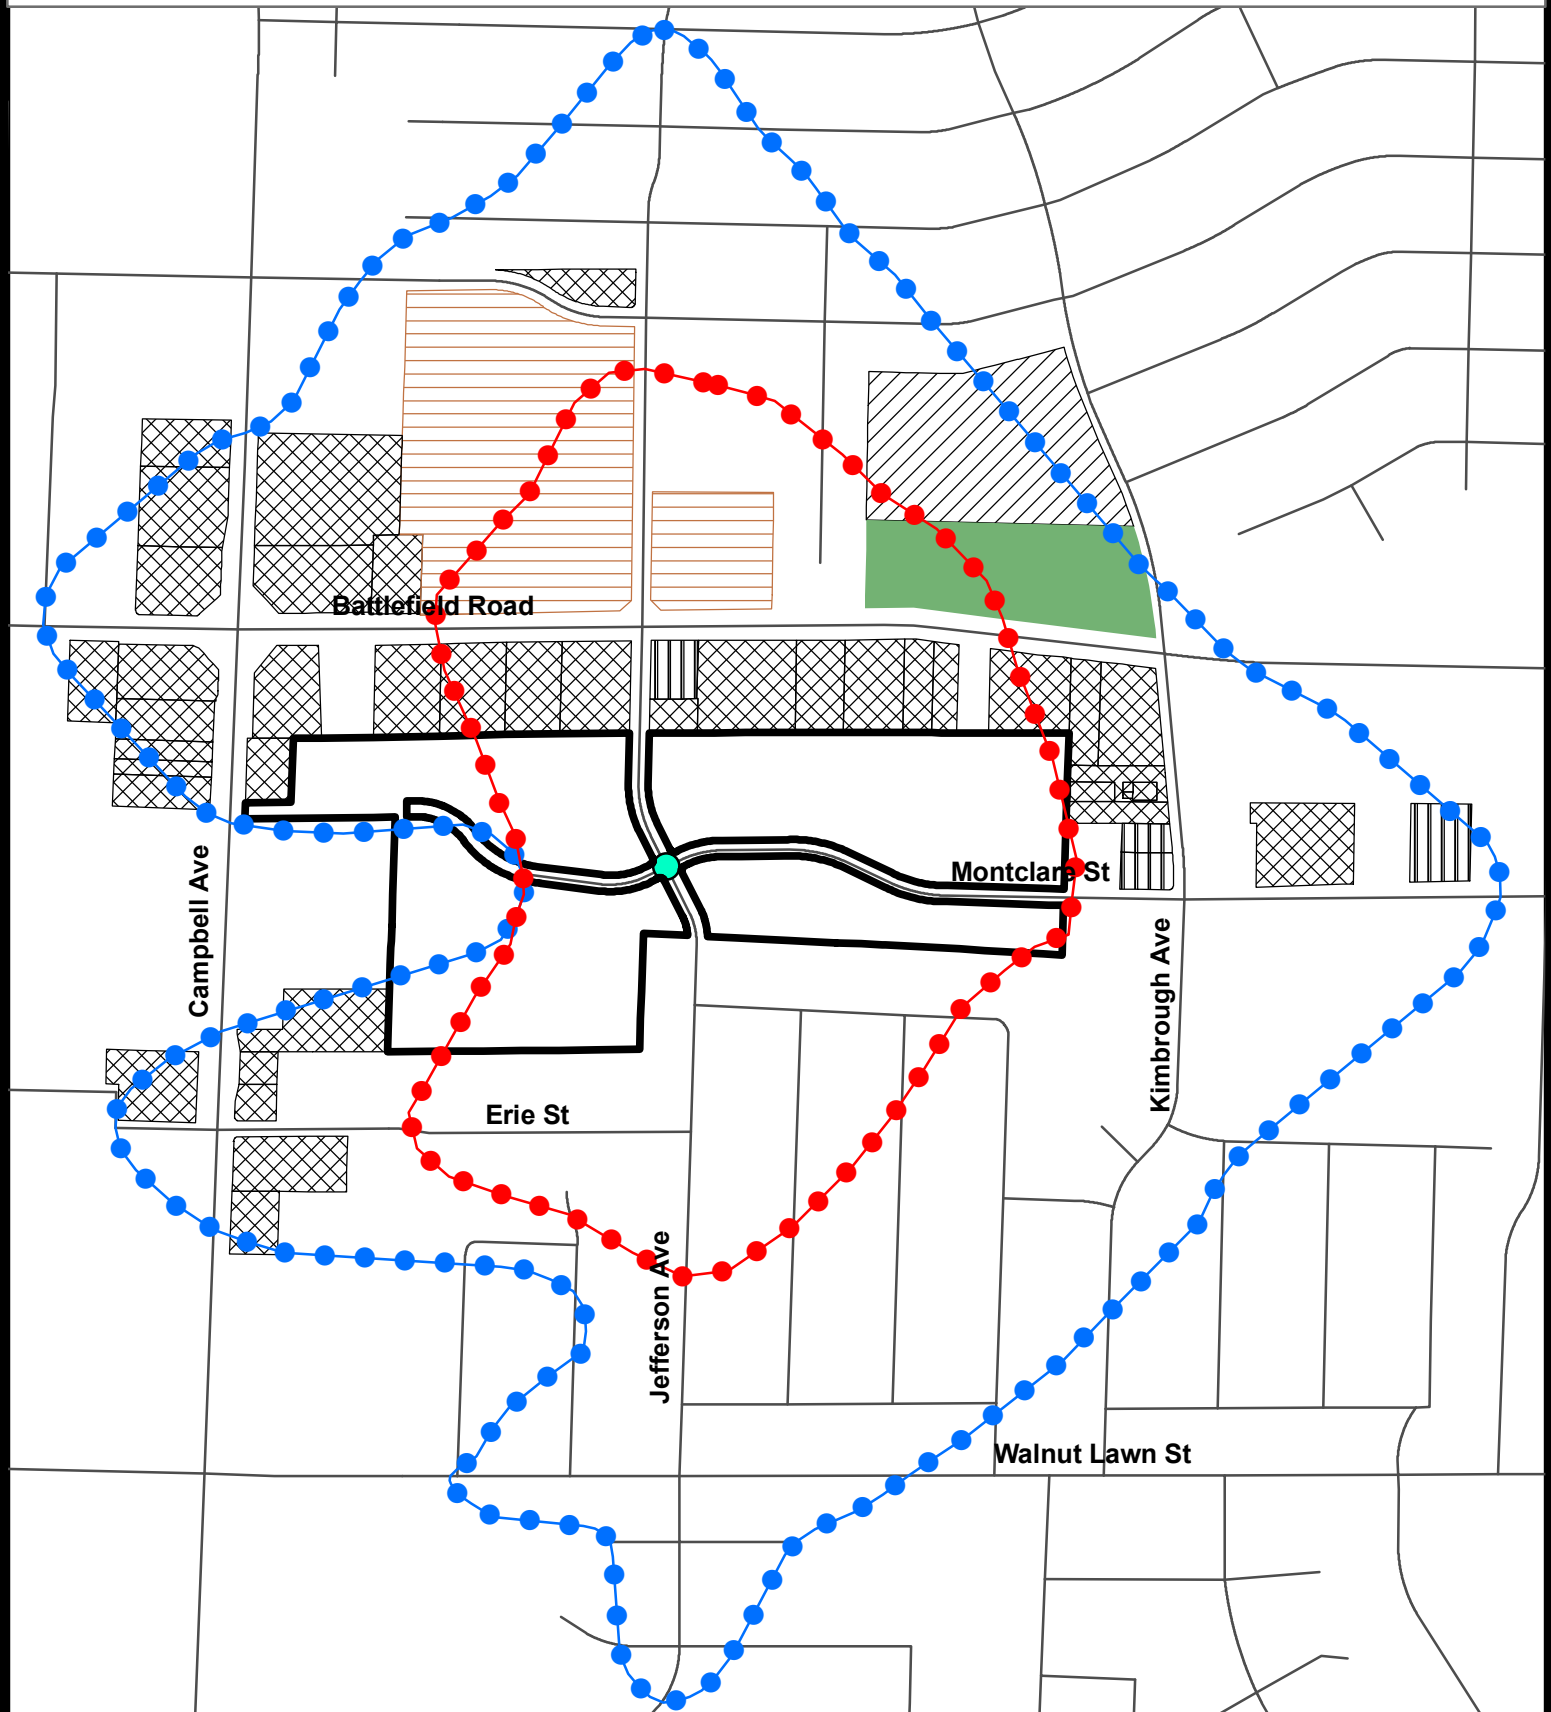 Battlefield Road
Montclare St
Campbell Ave
Kimbrough Ave
Erie St
Jefferson Ave
Walnut Lawn St